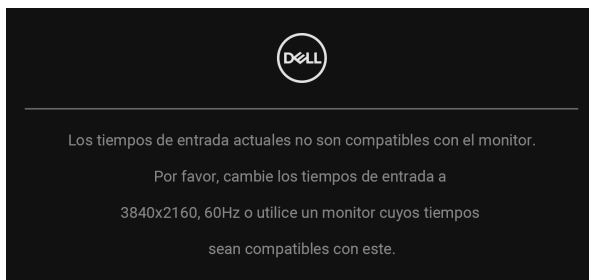 DELL
Los tiempos de entrada actuales no son compatibles con el monitor.
Por favor, cambie los tiempos de entrada a
3840x2160, 60Hz o utilice un monitor cuyos tiempos
sean compatibles con este.